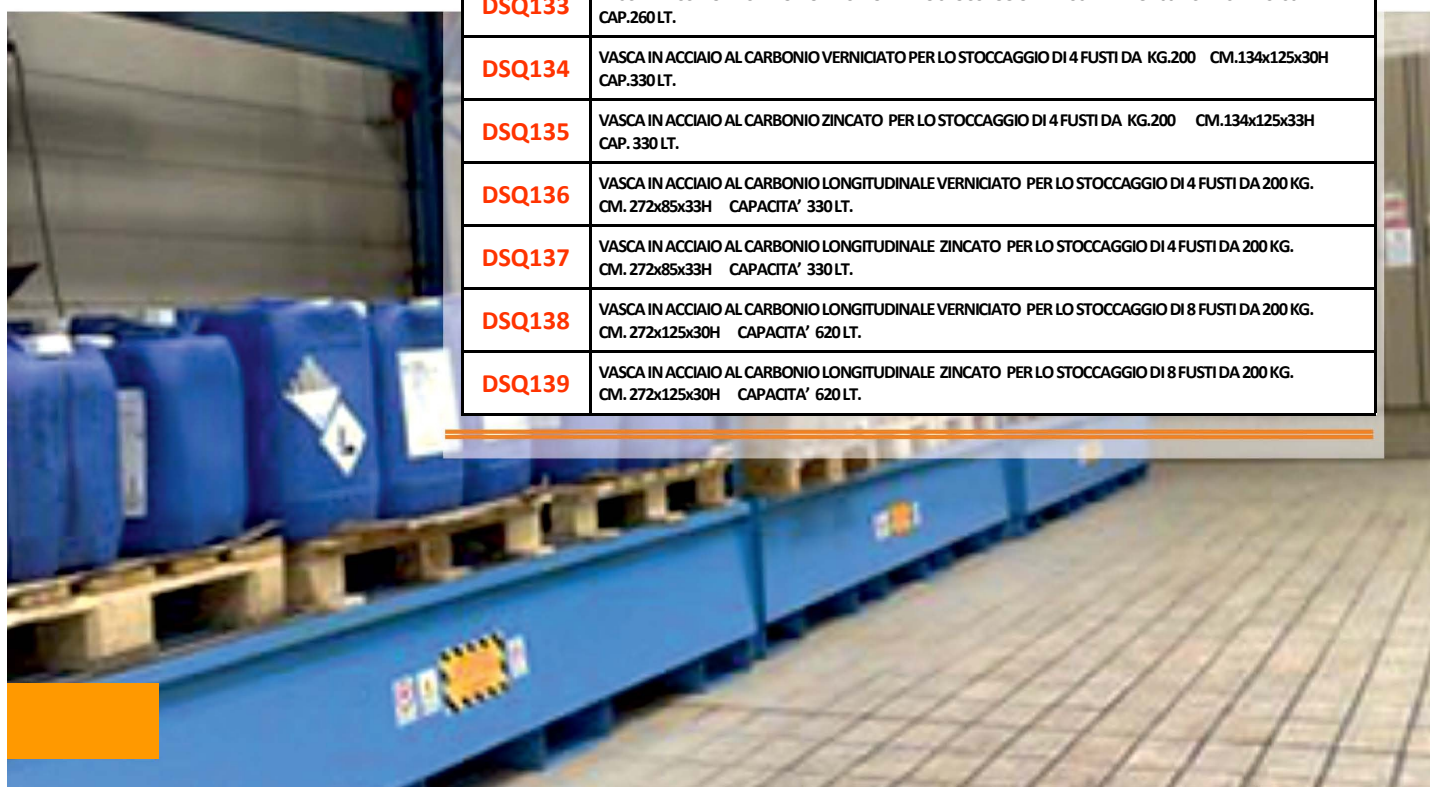 DSQ133
CAP.260 LT.
DSQ134
VASCA IN ACCIAIO AL CARBONIO VERNICIATO PER LO STOCCAGGIO DI 4 FUSTI DA KG.200 CM.134x125x30H
CAP.330 LT.
DSQ135
VASCA IN ACCIAIO AL CARBONIO ZINCATO PER LO STOCCAGGIO DI 4 FUSTI DA KG.200 CM.134x125x33H
CAP. 330 LT.
DSQ136
VASCA IN ACCIAIO AL CARBONIO LONGITUDINALE VERNICIATO PER LO STOCCAGGIO DI 4 FUSTI DA 200 KG.
CM. 272x85x33H CAPACITA’ 330 LT.
DSQ137
VASCA IN ACCIAIO AL CARBONIO LONGITUDINALE ZINCATO PER LO STOCCAGGIO DI 4 FUSTI DA 200 KG.
CM. 272x85x33H CAPACITA’ 330 LT.
DSQ138
VASCA IN ACCIAIO AL CARBONIO LONGITUDINALE VERNICIATO PER LO STOCCAGGIO DI 8 FUSTI DA 200 KG.
CM. 272x125x30H CAPACITA’ 620 LT.
DSQ139
VASCA IN ACCIAIO AL CARBONIO LONGITUDINALE ZINCATO PER LO STOCCAGGIO DI 8 FUSTI DA 200 KG.
CM. 272x125x30H CAPACITA’ 620 LT.